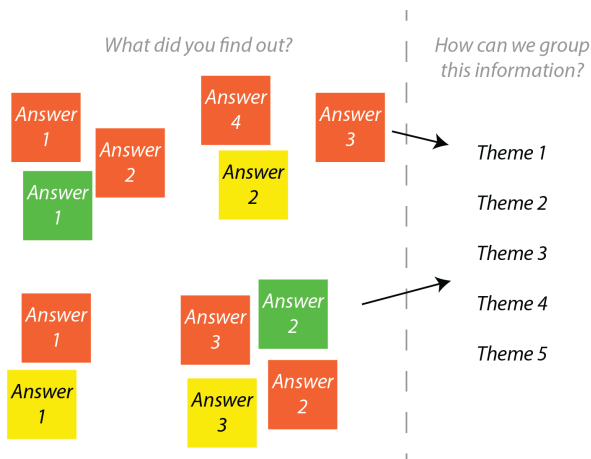 What did you find out?
How can we group
this information?
Answer
1
Answer
2
Answer
4
Answer
3
Answer
1
Answer
2
Theme 1
Theme 2
Theme 3
Theme 4
Theme 5
Answer
1
Answer
3
Answer
2
Answer
1
Answer
3
Answer
2